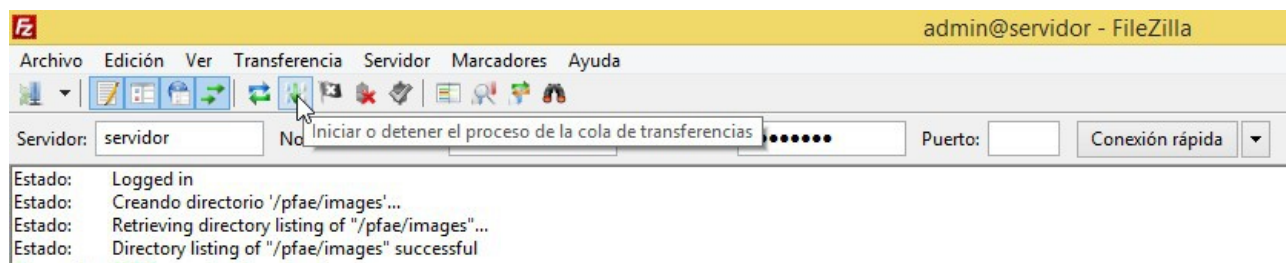 Fz admin@servidor - FileZilla
Archivo Edición Ver Transferencia Servidor Marcadores Ayuda
Iniciar o detener el proceso de la cola de transferencias
Servidor: servidor No ●●●●●●● Puerto: Conexión rápida
Estado: Logged in
Estado: Creando directorio '/pfae/images'...
Estado: Retrieving directory listing of "/pfae/images"...
Estado: Directory listing of "/pfae/images" successful